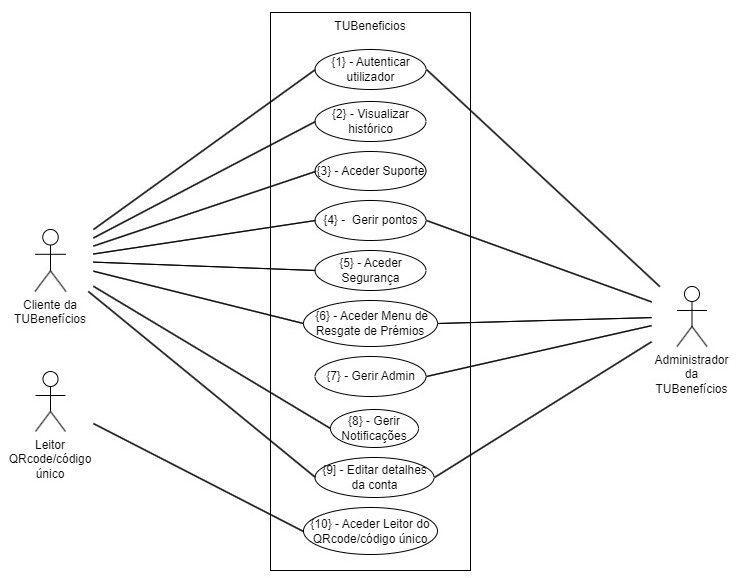 TUBeneficios
{1} - Autenticar
utilizador
{2} - Visualizar
histórico
{3} - Aceder Suporte
{4} -  Gerir pontos
{5} - Aceder
Segurança
{6} - Aceder Menu de
Resgate de Prémios
{7} - Gerir Admin
{8} - Gerir
Notificações
{9] - Editar detalhes
da conta
{10} - Aceder Leitor do
QRcode/código único
Cliente da
TUBenefícios
Leitor
QRcode/código
único
Administrador
da
TUBenefícios